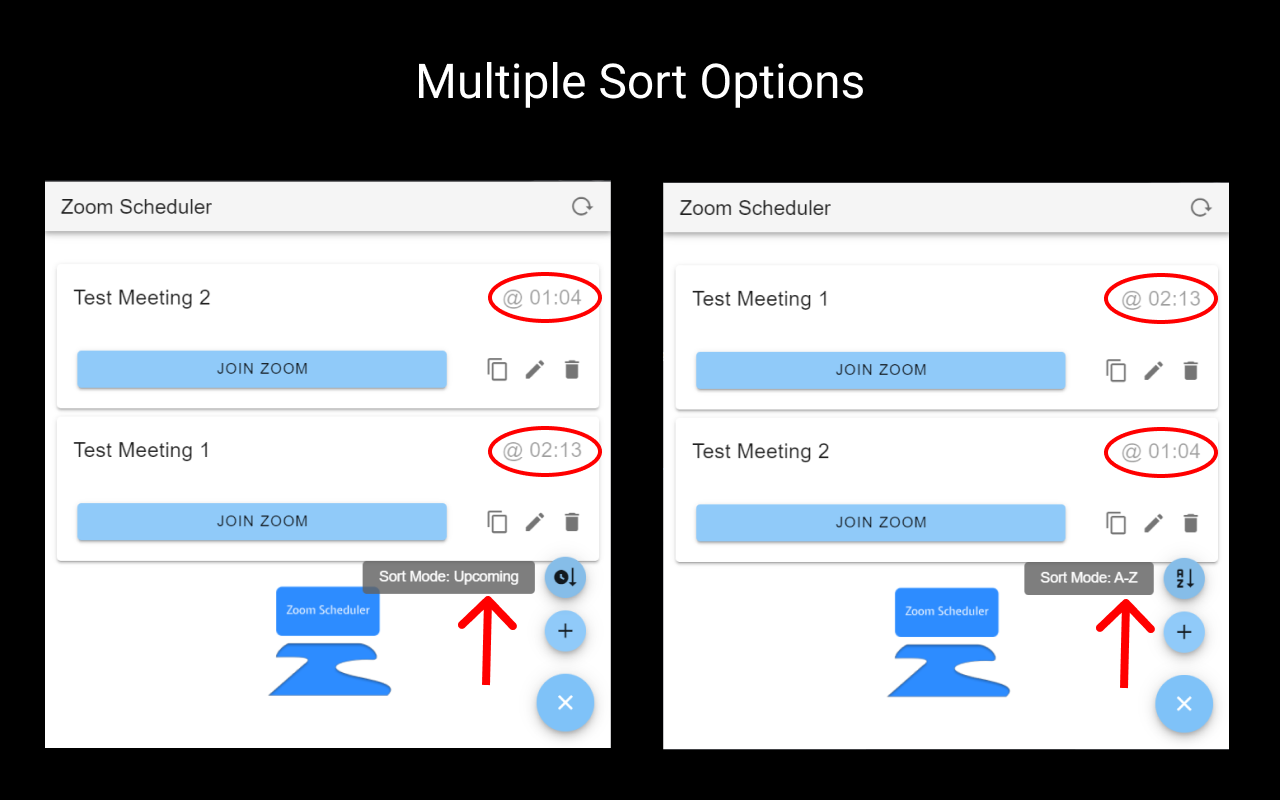 Multiple Sort Options
Zoom Scheduler
Test Meeting 2
@ 01:04
JOIN ZOOM
Test Meeting 1
@ 02:13
JOIN ZOOM
Sort Mode: Upcoming
Zoom Scheduler
Zoom Scheduler
Test Meeting 1
@ 02:13
JOIN ZOOM
Test Meeting 2
@ 01:04
JOIN ZOOM
Sort Mode: A-Z
A
Z
Zoom Scheduler